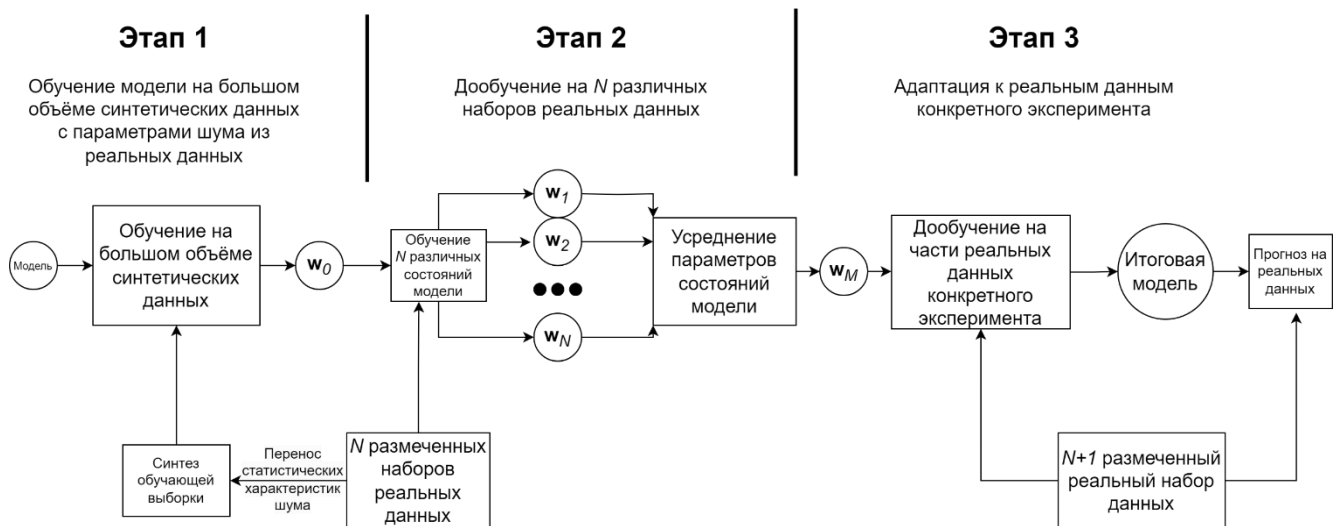 Этап 1
Обучение модели на большом
объёме синтетических данных
с параметрами шума из
реальных данных
Этап 2
Дообучение на N различных
наборов реальных данных
Этап 3
Адаптация к реальным данным
конкретного эксперимента
Модель
Обучение на
большом объёме
синтетических
данных
w0
Обучение
N различных
состояний
модели
w1
w2
wN
Усреднение
параметров
состояний
модели
wM
Дообучение на
части реальных
данных
конкретного
эксперимента
Итоговая
модель
Прогноз на
реальных
данных
Синтез
обучающей
выборки
Перенос
статистических
характеристик
шума
N размеченных
наборов
реальных
данных
N+1 размеченный
реальный набор
данных